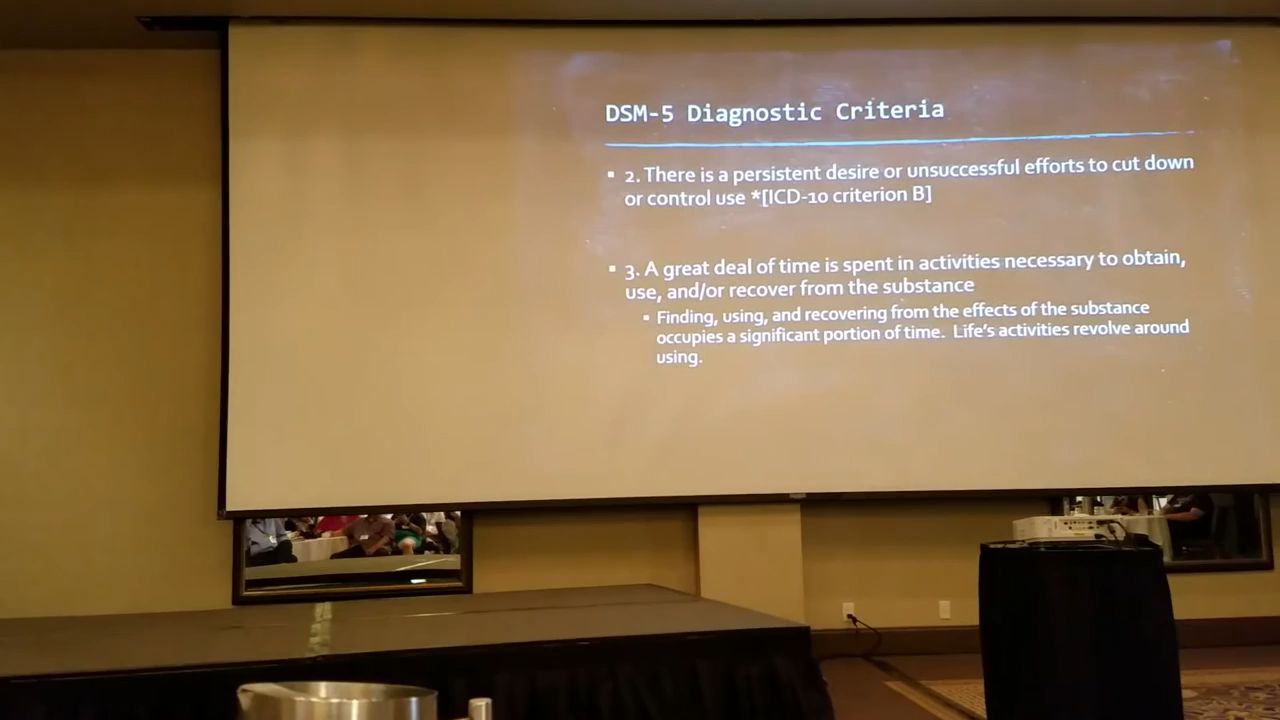 DSM-5 Diagnostic Criteria
▪ 2. There is a persistent desire or unsuccessful efforts to cut down
or control use *[ICD-10 criterion B]
▪ 3. A great deal of time is spent in activities necessary to obtain,
use, and/or recover from the substance
▪ Finding, using, and recovering from the effects of the substance
occupies a significant portion of time. Life's activities revolve around
using.